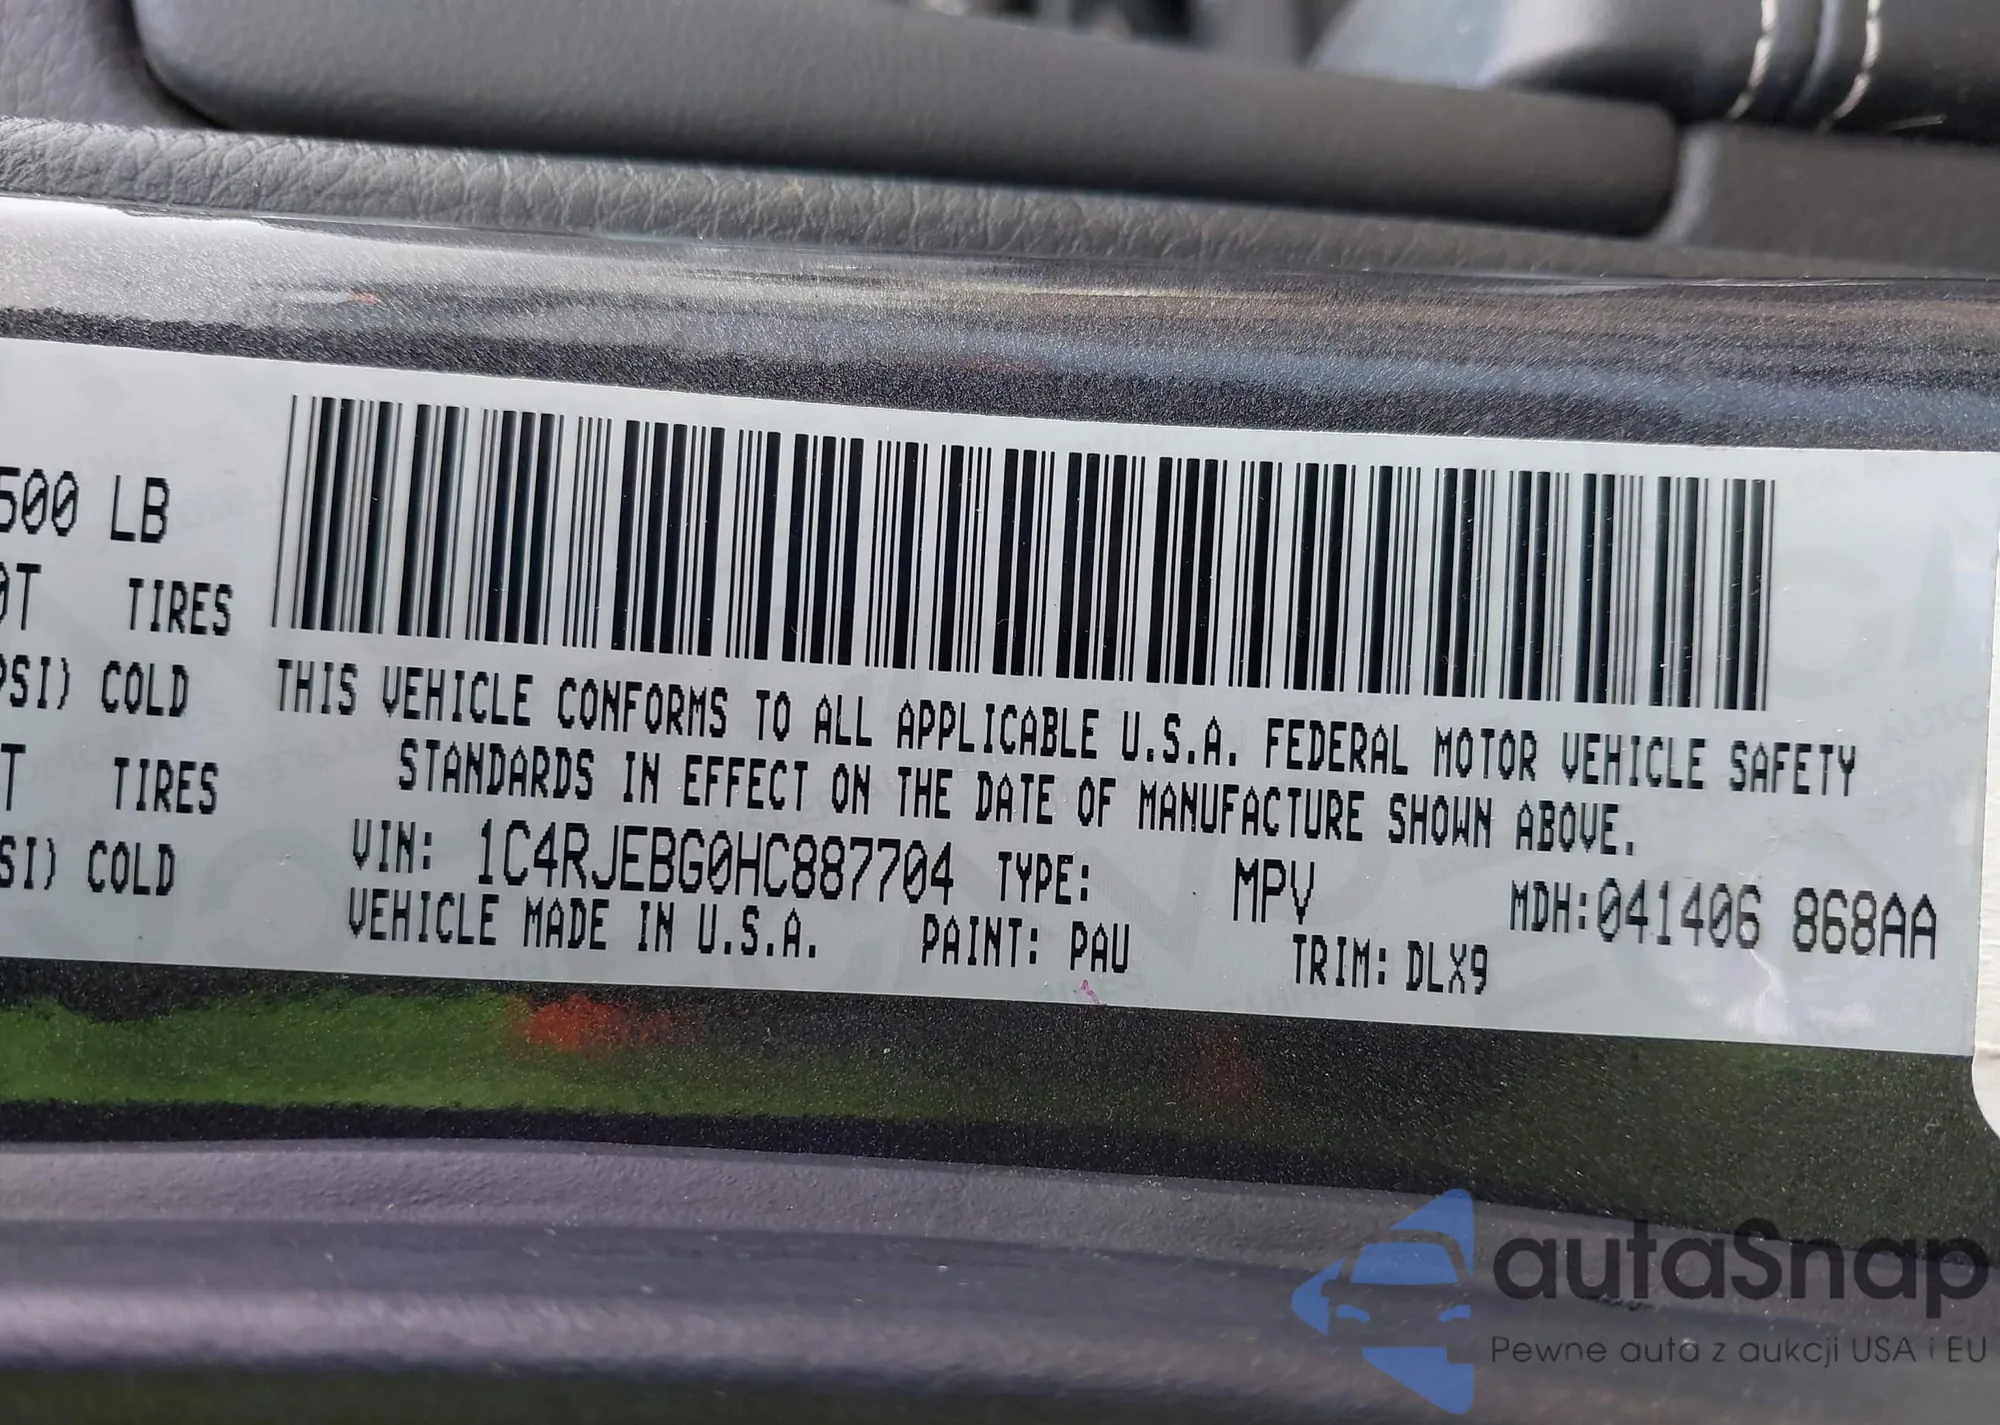 500 LB
0T TIRES
PSI) COLD
T TIRES
SI) COLD
THIS VEHICLE CONFORMS TO ALL APPLICABLE U.S.A. FEDERAL MOTOR VEHICLE SAFETY
STANDARDS IN EFFECT ON THE DATE OF MANUFACTURE SHOWN ABOVE.
VIN: 1C4RJEBG0HC887704 TYPE: MPV MDH:041406 868AA
VEHICLE MADE IN U.S.A. PAINT: PAU TRIM: DLX9
autaSnap
Pewne auta z aukcji USA i EU